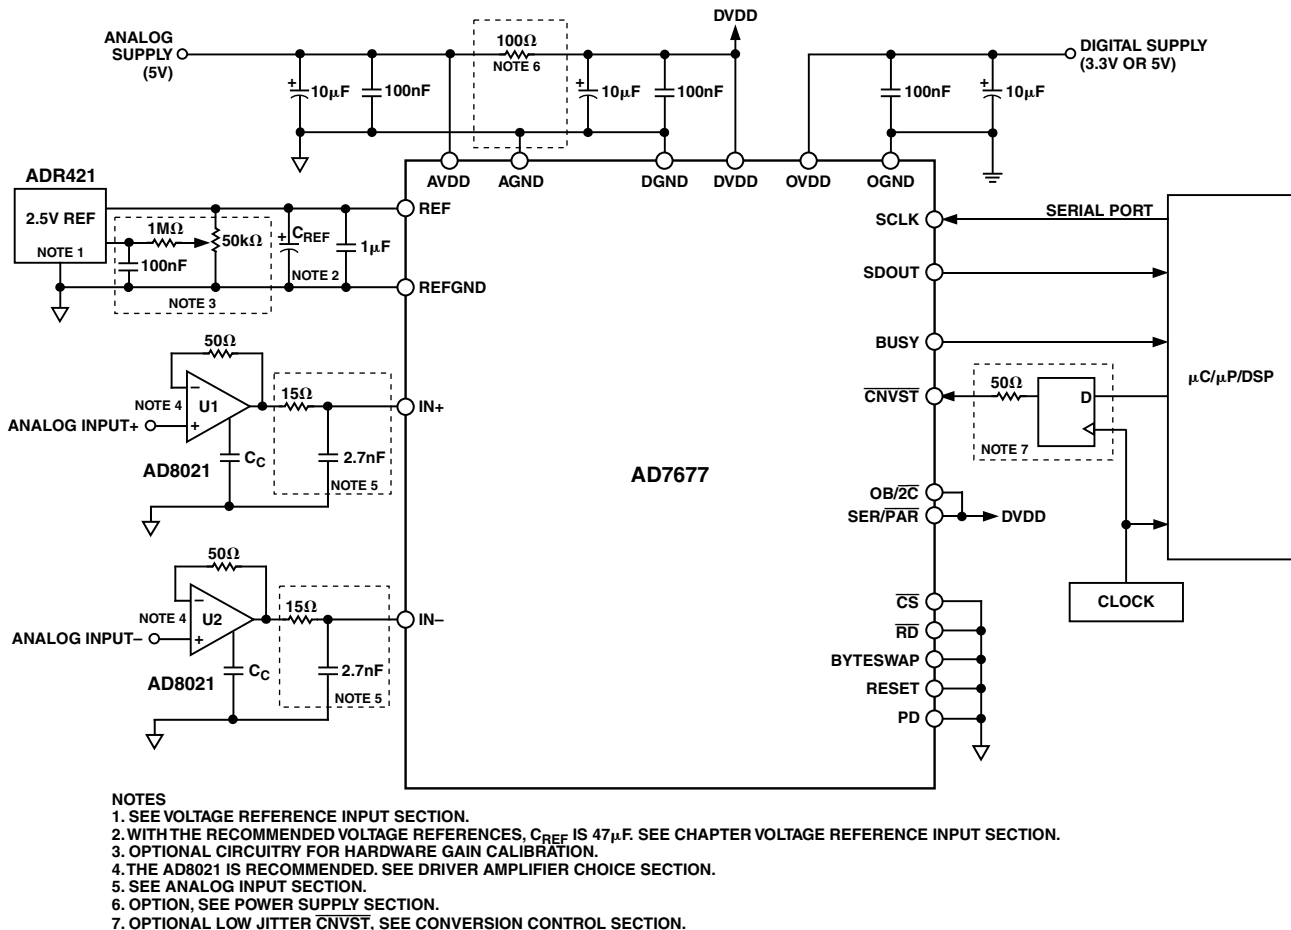 ANALOG
SUPPLY
(5V)
100Ω
NOTE 6
DVDD
DIGITAL SUPPLY
(3.3V OR 5V)
10μF
100nF
10μF
100nF
100nF
10μF
AVDD
AGND
DGND
DVDD
OVDD
OGND
ADR421
2.5V REF
NOTE 1
1MΩ
50kΩ
100nF
NOTE 3
CREF
NOTE 2
1μF
REF
REFGND
SCLK
SERIAL PORT
SDOUT
BUSY
CNVST
50Ω
D
NOTE 7
μC/μP/DSP
50Ω
NOTE 4
U1
ANALOG INPUT+
AD8021
CC
15Ω
2.7nF
NOTE 5
IN+
AD7677
OB/2C
SER/PAR
DVDD
CLOCK
50Ω
NOTE 4
U2
ANALOG INPUT–
AD8021
CC
15Ω
2.7nF
NOTE 5
IN–
CS
RD
BYTESWAP
RESET
PD
NOTES
1. SEE VOLTAGE REFERENCE INPUT SECTION.
2. WITH THE RECOMMENDED VOLTAGE REFERENCES, CREF IS 47μF. SEE CHAPTER VOLTAGE REFERENCE INPUT SECTION.
3. OPTIONAL CIRCUITRY FOR HARDWARE GAIN CALIBRATION.
4. THE AD8021 IS RECOMMENDED. SEE DRIVER AMPLIFIER CHOICE SECTION.
5. SEE ANALOG INPUT SECTION.
6. OPTION, SEE POWER SUPPLY SECTION.
7. OPTIONAL LOW JITTER CNVST, SEE CONVERSION CONTROL SECTION.